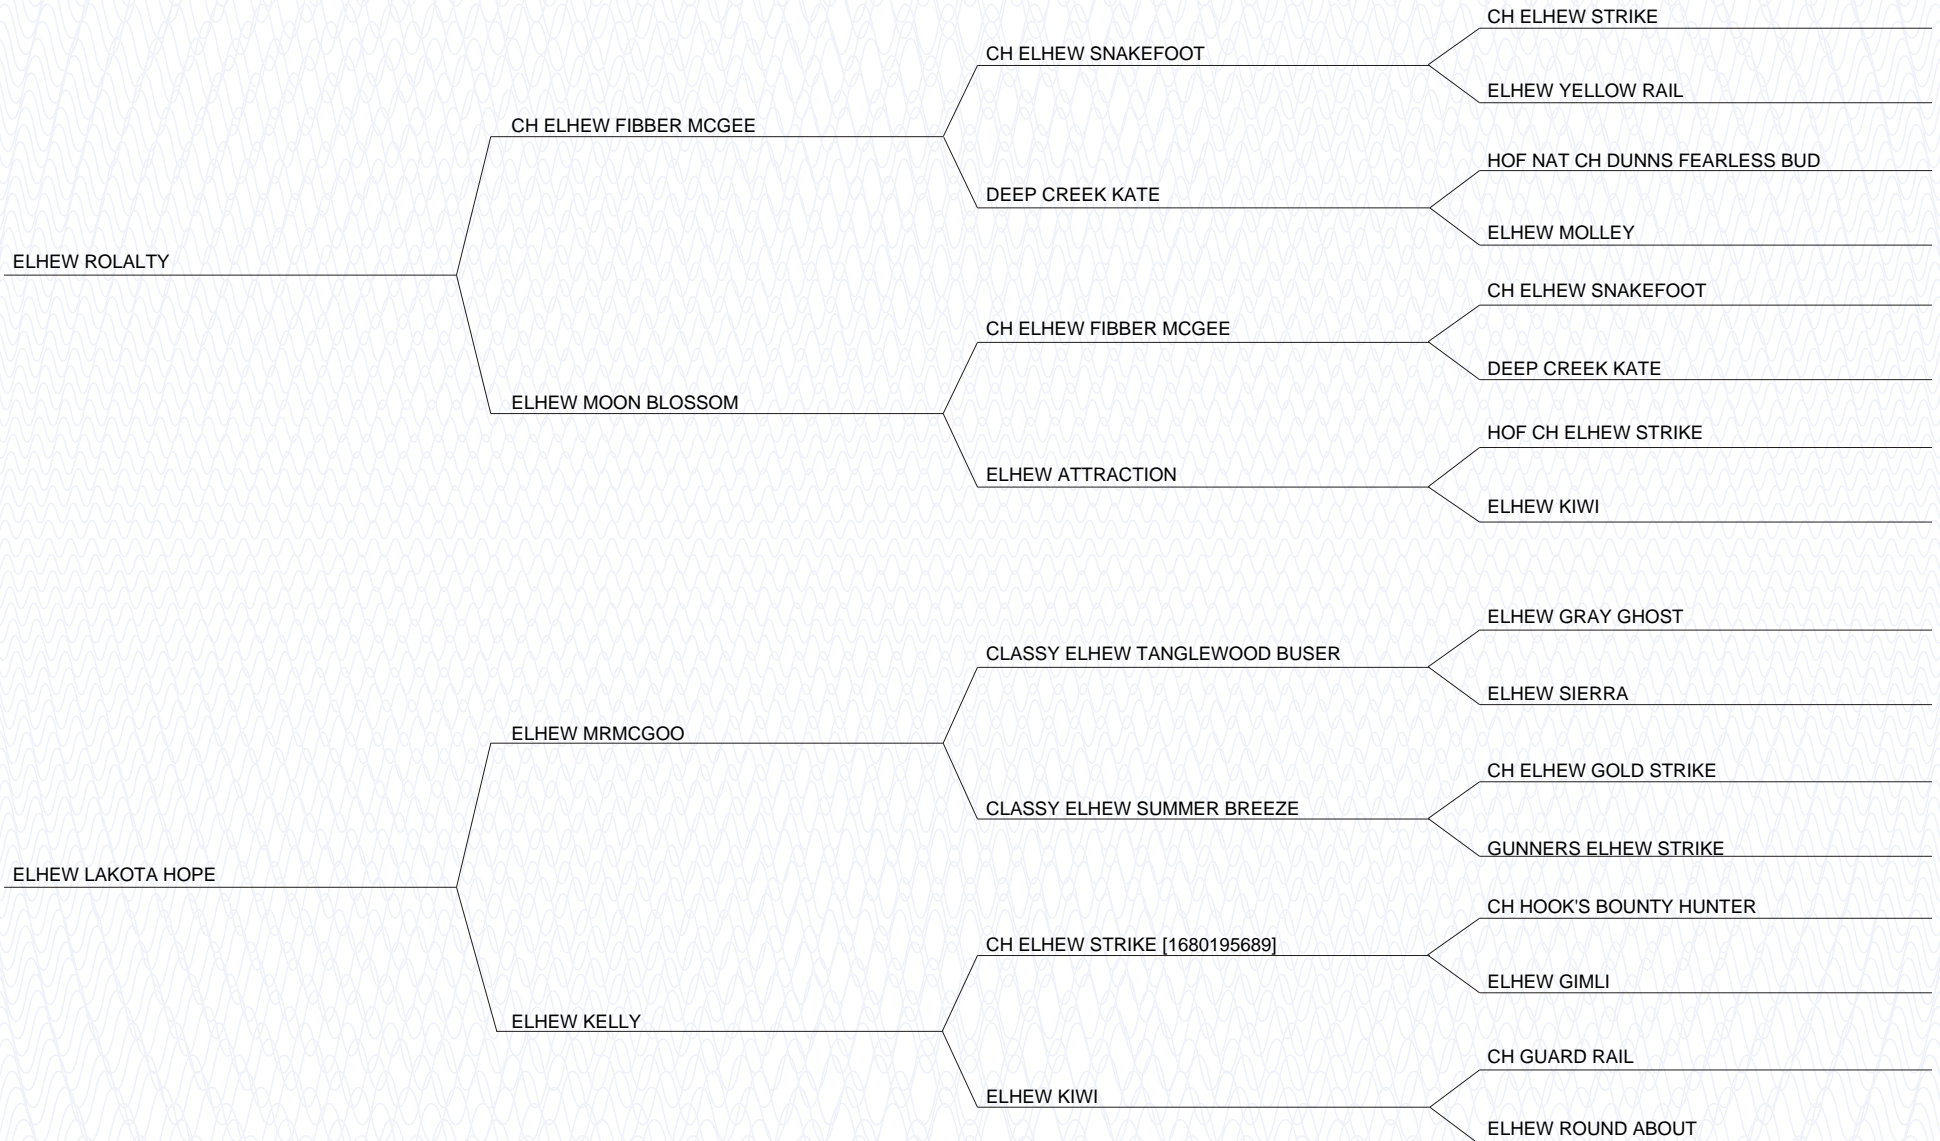 CH ELHEW STRIKE
CH ELHEW SNAKEFOOT
ELHEW YELLOW RAIL
CH ELHEW FIBBER MCGEE
HOF NAT CH DUNNS FEARLESS BUD
DEEP CREEK KATE
ELHEW MOLLEY
ELHEW ROLALTY
CH ELHEW SNAKEFOOT
CH ELHEW FIBBER MCGEE
DEEP CREEK KATE
ELHEW MOON BLOSSOM
HOF CH ELHEW STRIKE
ELHEW ATTRACTION
ELHEW KIWI
ELHEW GRAY GHOST
CLASSY ELHEW TANGLEWOOD BUSER
ELHEW SIERRA
ELHEW MRMCGOO
CH ELHEW GOLD STRIKE
CLASSY ELHEW SUMMER BREEZE
GUNNERS ELHEW STRIKE
ELHEW LAKOTA HOPE
CH HOOK'S BOUNTY HUNTER
CH ELHEW STRIKE [1680195689]
ELHEW GIMLI
ELHEW KELLY
CH GUARD RAIL
ELHEW KIWI
ELHEW ROUND ABOUT